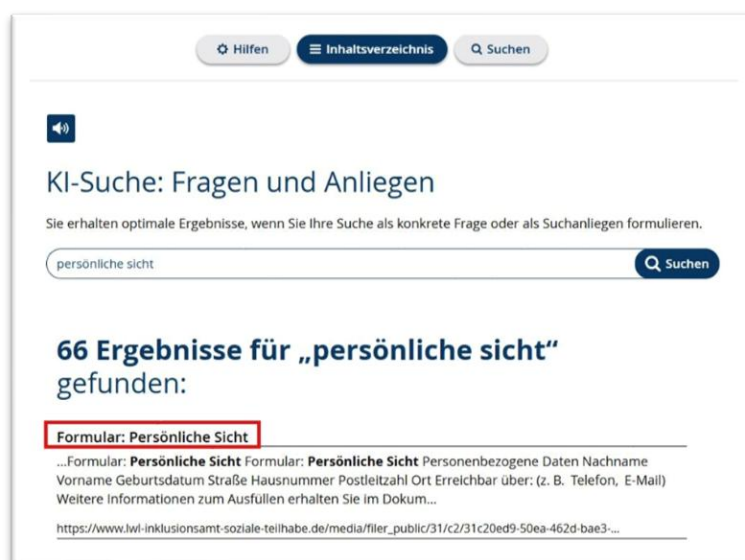 Hilfen
Inhaltsverzeichnis
Suchen
KI-Suche: Fragen und Anliegen
Sie erhalten optimale Ergebnisse, wenn Sie Ihre Suche als konkrete Frage oder als Suchanliegen formulieren.
persönliche sicht
Suchen
66 Ergebnisse für „persönliche sicht“
gefunden:
Formular: Persönliche Sicht
...Formular: Persönliche Sicht Formular: Persönliche Sicht Personenbezogene Daten Nachname
Vorname Geburtsdatum Straße Hausnummer Postleitzahl Ort Erreichbar über: (z. B. Telefon, E-Mail)
Weitere Informationen zum Ausfüllen erhalten Sie im Dokum...
https://www.lwl-inklusionsamt-soziale-teilhabe.de/media/filer_public/31/c2/31c20ed9-50ea-462d-bae3-...